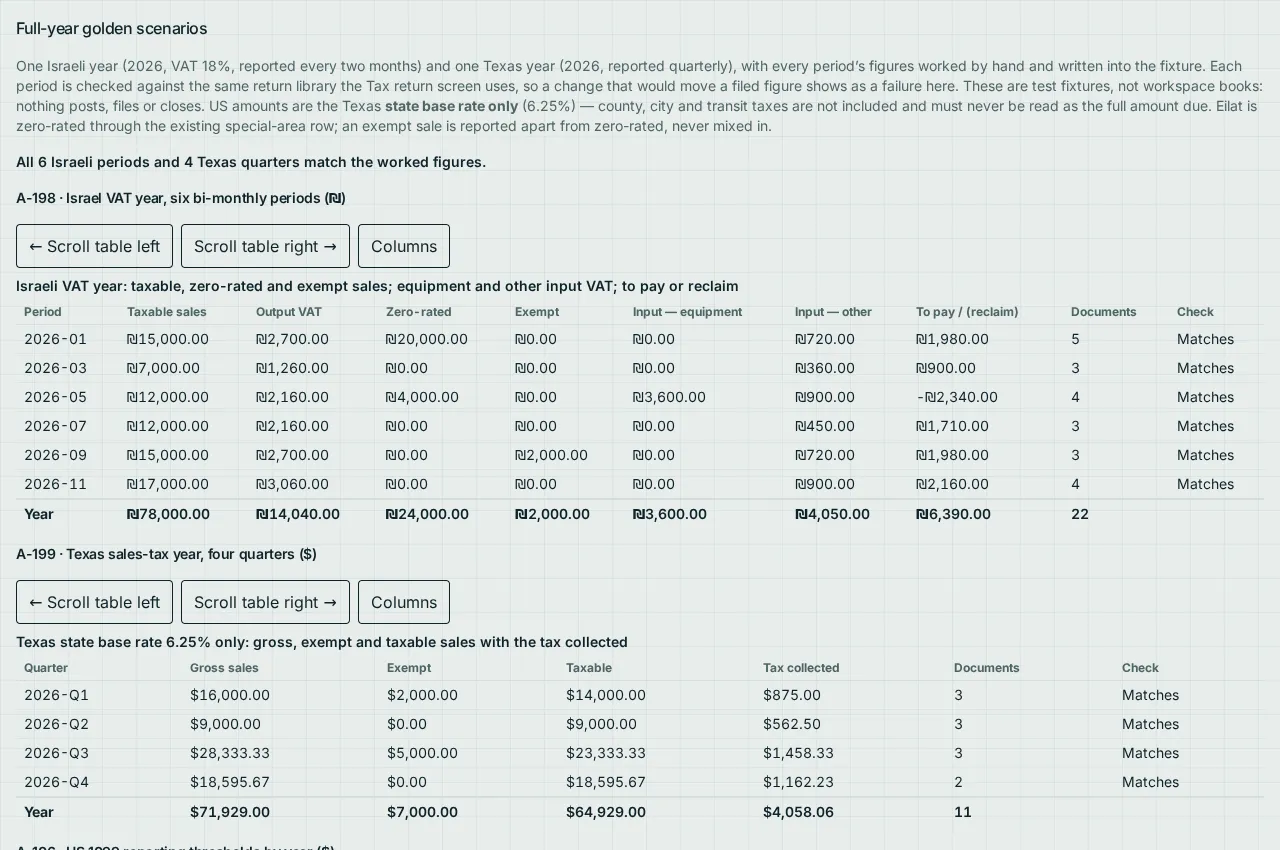 Full-year golden scenarios
One Israeli year (2026, VAT 18%, reported every two months) and one Texas year (2026, reported quarterly), with every period's figures worked by hand and written into the fixture. Each
period is checked against the same return library the Tax return screen uses, so a change that would move a filed figure shows as a failure here. These are test fixtures, not workspace books:
nothing posts, files or closes. US amounts are the Texas state base rate only (6.25%) — county, city and transit taxes are not included and must never be read as the full amount due. Eilat is
zero-rated through the existing special-area row; an exempt sale is reported apart from zero-rated, never mixed in.
All 6 Israeli periods and 4 Texas quarters match the worked figures.
A-198 · Israel VAT year, six bi-monthly periods (₪)
← Scroll table left Scroll table right → Columns
Israeli VAT year: taxable, zero-rated and exempt sales; equipment and other input VAT; to pay or reclaim
Period Taxable sales Output VAT Zero-rated Exempt Input — equipment Input — other To pay / (reclaim) Documents Check
2026-01 ₪15,000.00 ₪2,700.00 ₪20,000.00 ₪0.00 ₪0.00 ₪720.00 ₪1,980.00 5 Matches
2026-03 ₪7,000.00 ₪1,260.00 ₪0.00 ₪0.00 ₪0.00 ₪360.00 ₪900.00 3 Matches
2026-05 ₪12,000.00 ₪2,160.00 ₪4,000.00 ₪0.00 ₪3,600.00 ₪900.00 -₪2,340.00 4 Matches
2026-07 ₪12,000.00 ₪2,160.00 ₪0.00 ₪0.00 ₪0.00 ₪450.00 ₪1,710.00 3 Matches
2026-09 ₪15,000.00 ₪2,700.00 ₪0.00 ₪2,000.00 ₪0.00 ₪720.00 ₪1,980.00 3 Matches
2026-11 ₪17,000.00 ₪3,060.00 ₪0.00 ₪0.00 ₪0.00 ₪900.00 ₪2,160.00 4 Matches
Year ₪78,000.00 ₪14,040.00 ₪24,000.00 ₪2,000.00 ₪3,600.00 ₪4,050.00 ₪6,390.00 22
A-199 · Texas sales-tax year, four quarters ($)
← Scroll table left Scroll table right → Columns
Texas state base rate 6.25% only: gross, exempt and taxable sales with the tax collected
Quarter Gross sales Exempt Taxable Tax collected Documents Check
2026-Q1 $16,000.00 $2,000.00 $14,000.00 $875.00 3 Matches
2026-Q2 $9,000.00 $0.00 $9,000.00 $562.50 3 Matches
2026-Q3 $28,333.33 $5,000.00 $23,333.33 $1,458.33 3 Matches
2026-Q4 $18,595.67 $0.00 $18,595.67 $1,162.23 2 Matches
Year $71,929.00 $7,000.00 $64,929.00 $4,058.06 11